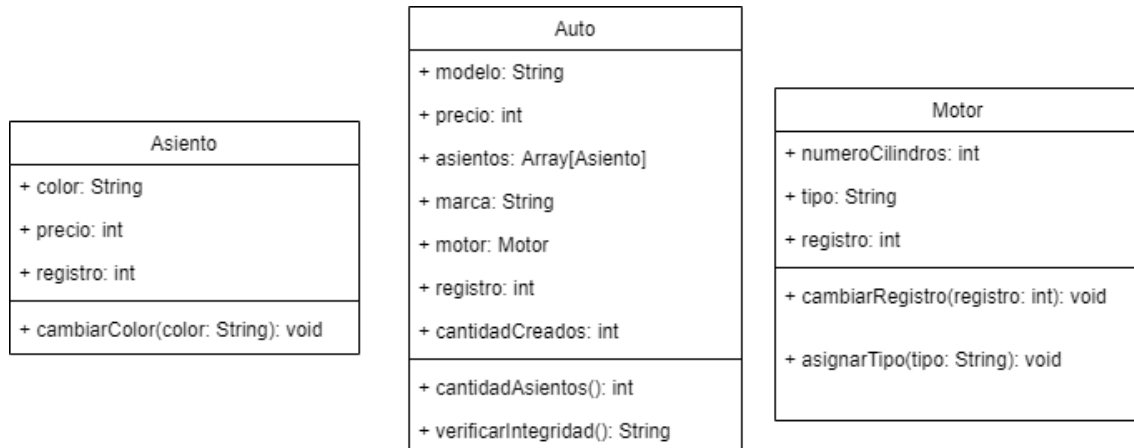 Asiento
+ color: String
+ precio: int
+ registro: int
+ cambiarColor(color: String): void
Auto
+ modelo: String
+ precio: int
+ asientos: Array[Asiento]
+ marca: String
+ motor: Motor
+ registro: int
+ cantidadCreados: int
+ cantidadAsientos(): int
+ verificarIntegridad(): String
Motor
+ numeroCilindros: int
+ tipo: String
+ registro: int
+ cambiarRegistro(registro: int): void
+ asignarTipo(tipo: String): void